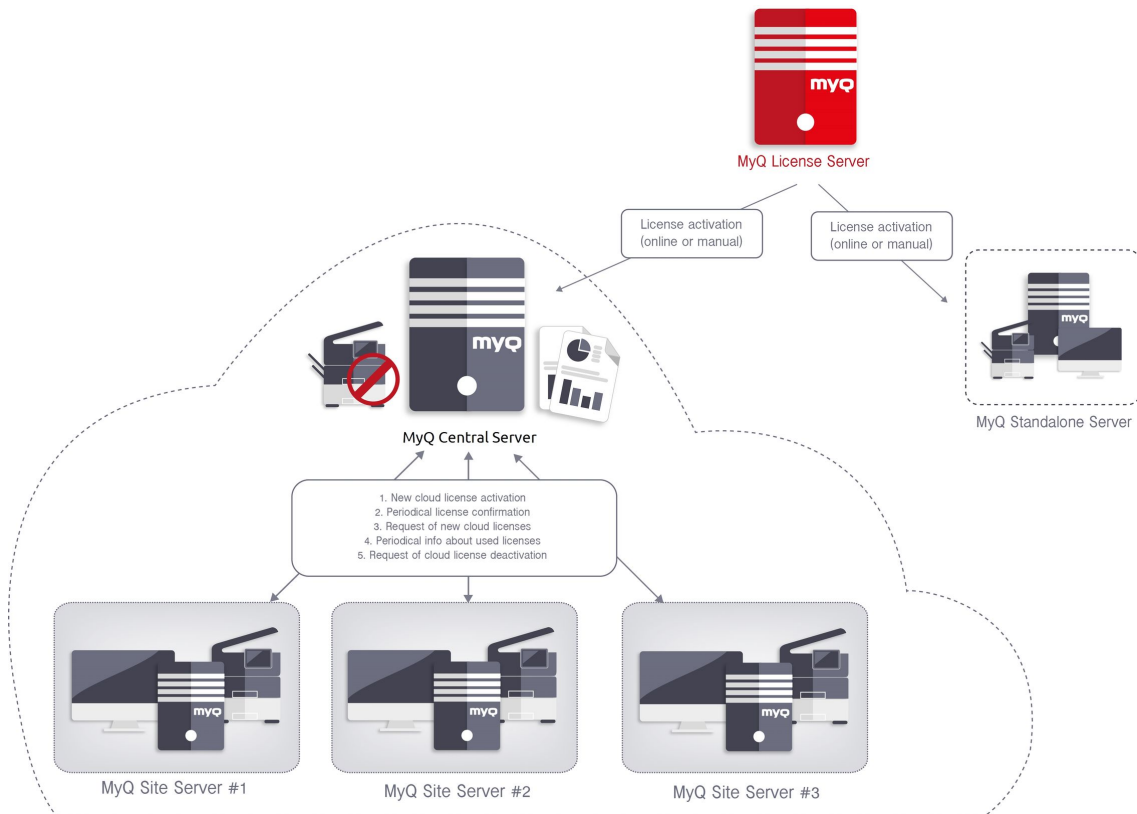 myQ
MyQ License Server
License activation
(online or manual)
License activation
(online or manual)
myQ
MyQ Standalone Server
myQ
MyQ Central Server
1. New cloud license activation
2. Periodical license confirmation
3. Request of new cloud licenses
4. Periodical info about used licenses
5. Request of cloud license deactivation
myQ
myQ
myQ
MyQ Site Server #1
MyQ Site Server #2
MyQ Site Server #3